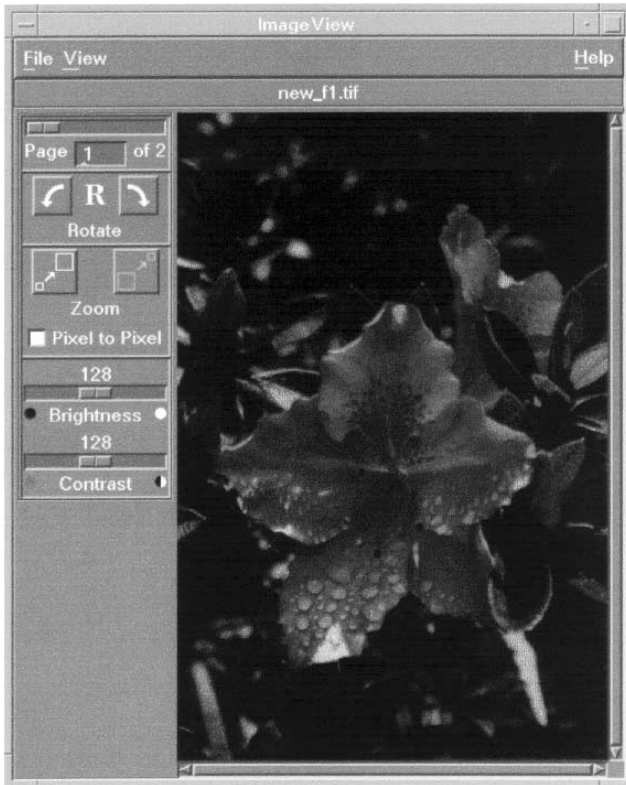 ImageView
File View Help
new_f1.tif
Page 1 of 2
R
Rotate
Zoom
Pixel to Pixel
128
Brightness
128
Contrast